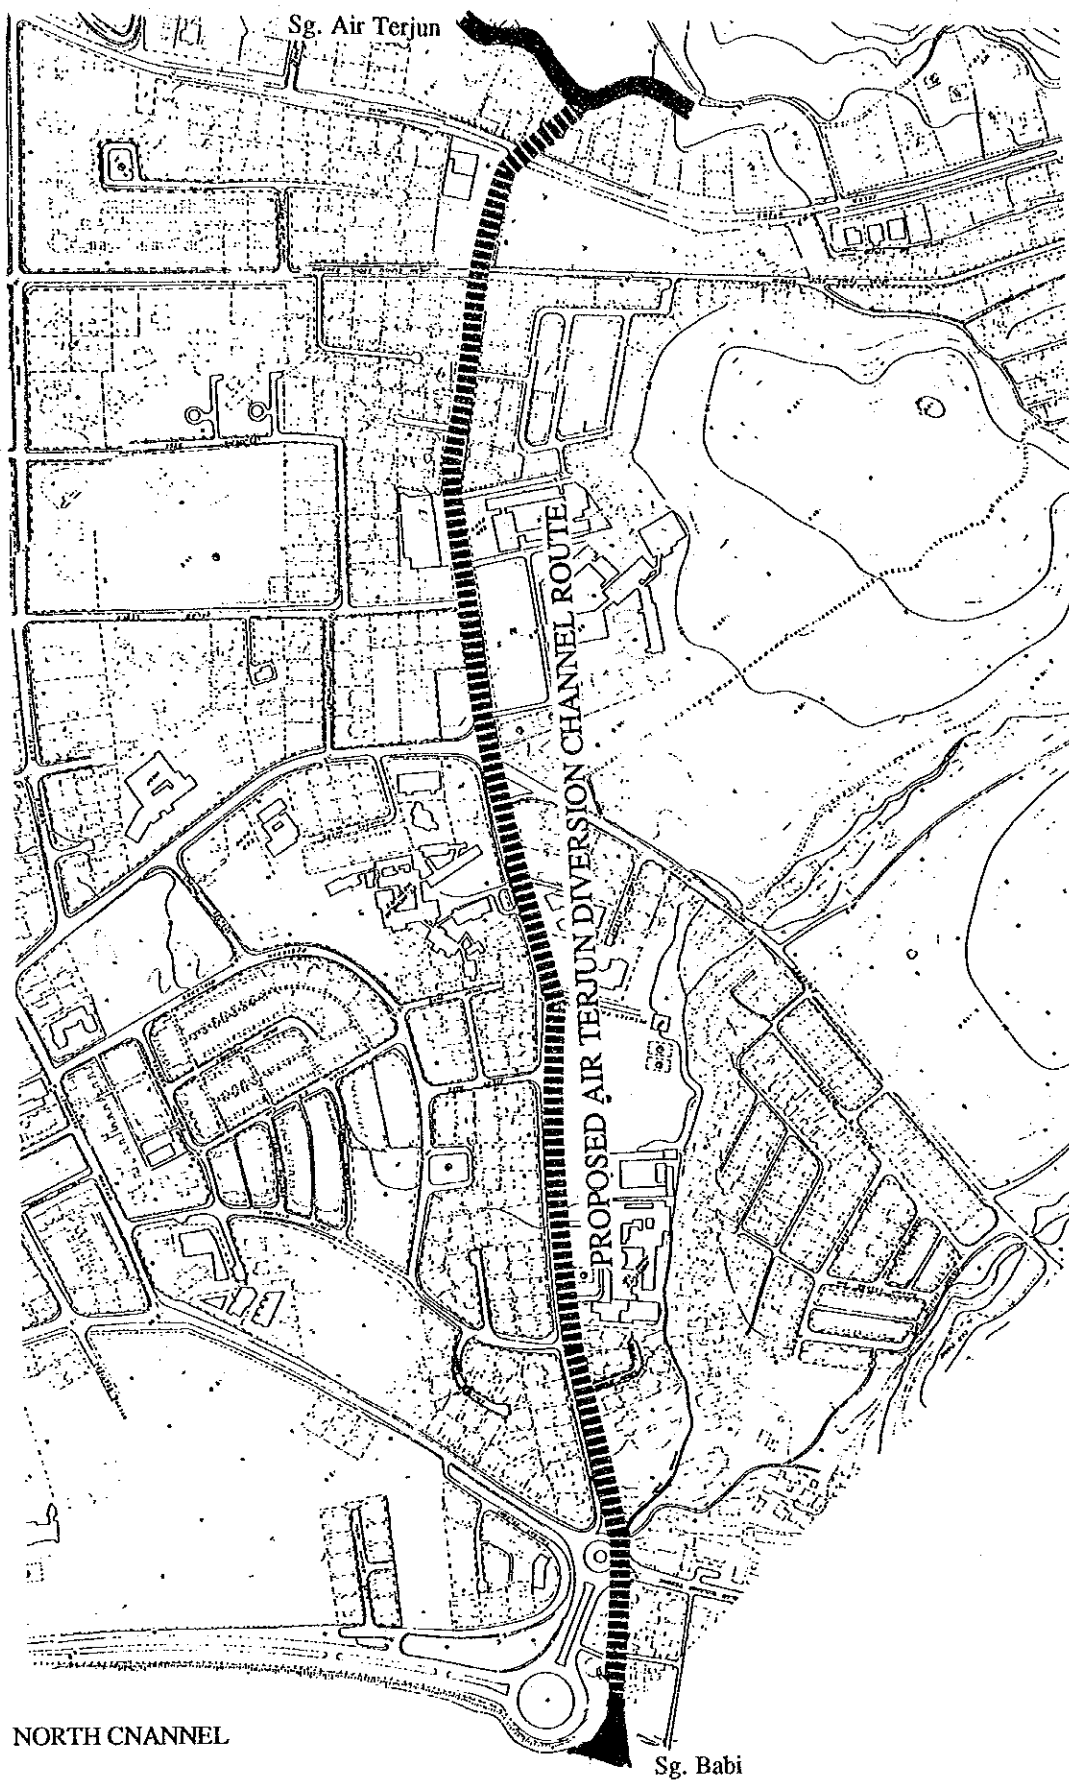 Sg. Air Terjun
PROPOSED AIR TERJUN DIVERSION CHANNEL ROUTE
NORTH CNANNEL
Sg. Babi